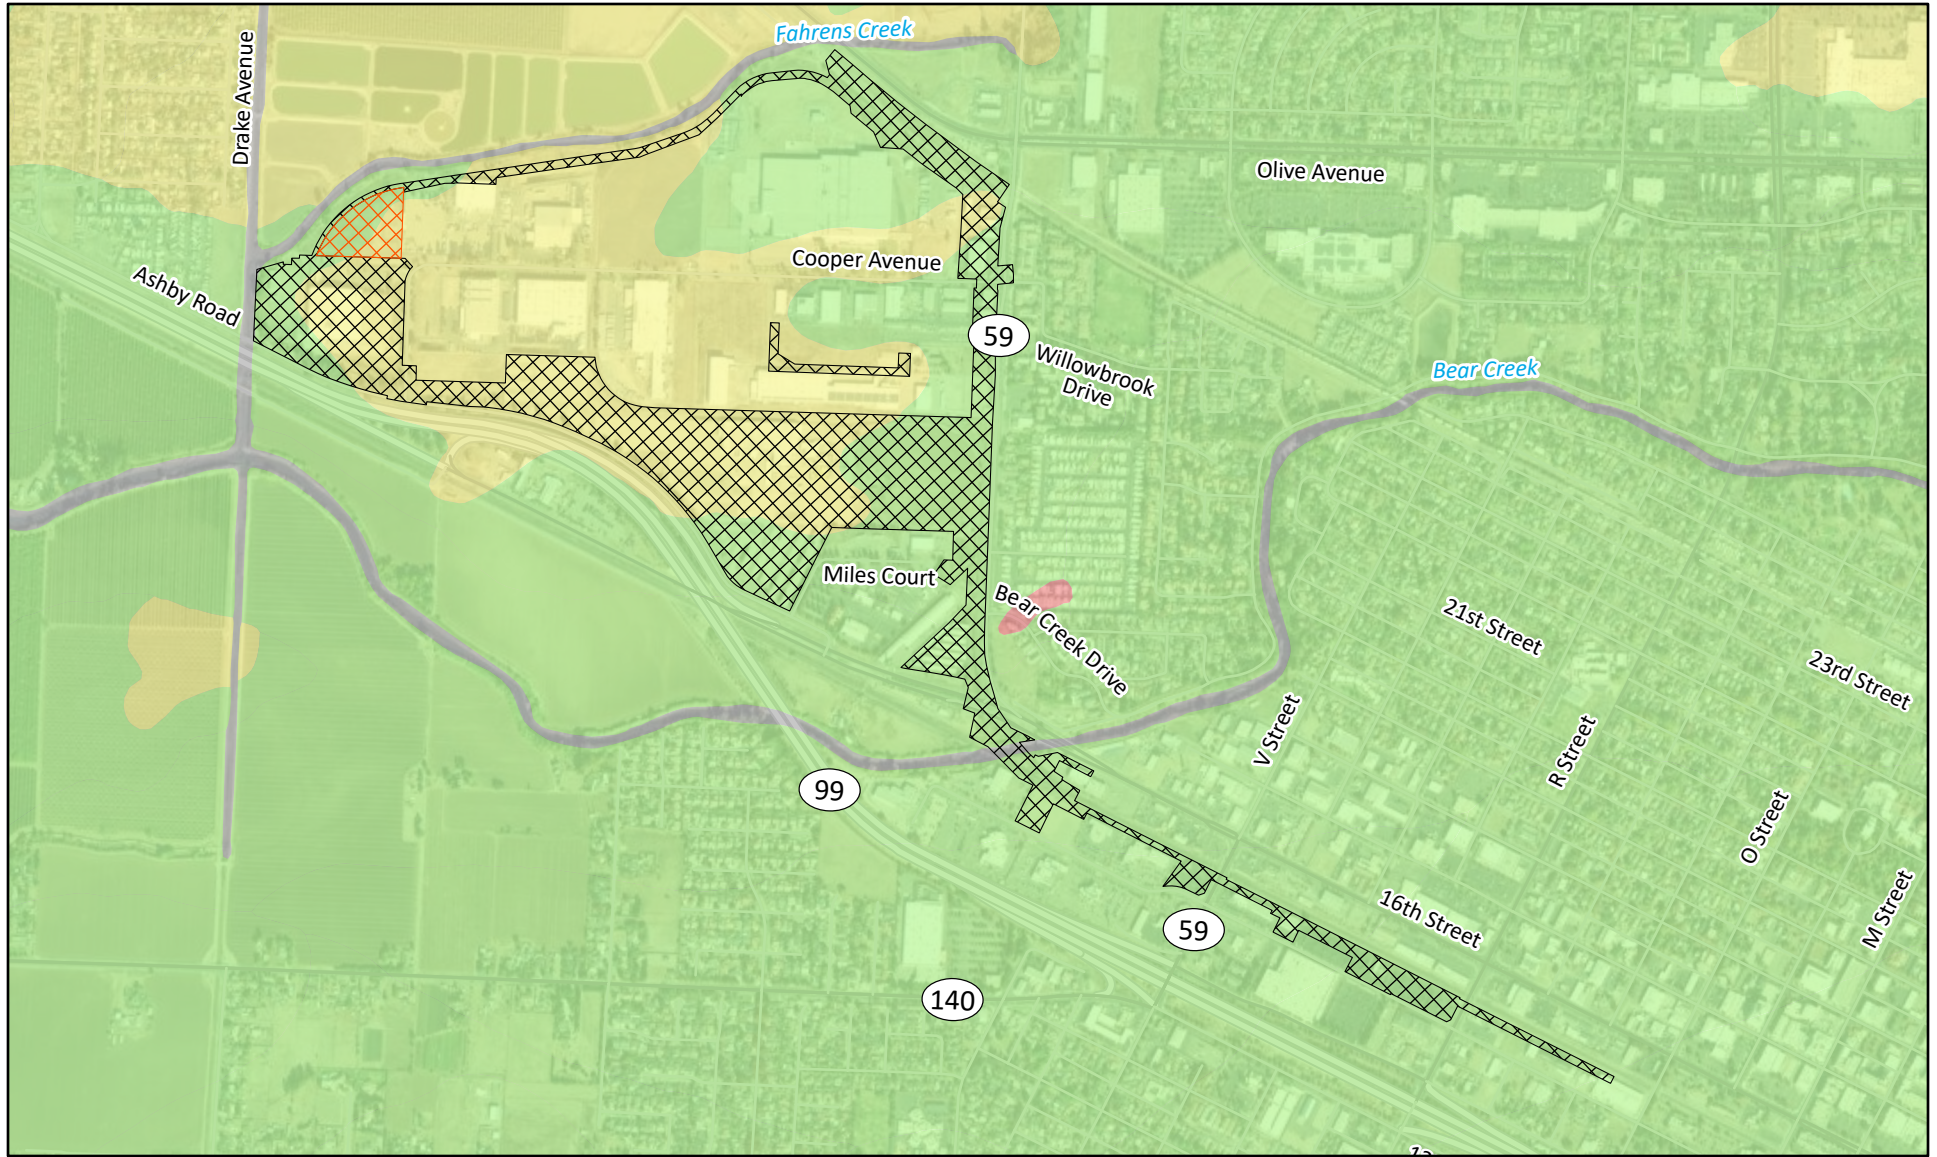 Fahrens Creek
Drake Avenue
Olive Avenue
Cooper Avenue
Ashby Road
59
Willowbrook
Drive
Bear Creek
Miles Court
Bear Creek Drive
21st Street
23rd Street
V Street
R Street
99
O Street
16th Street
M Street
59
140